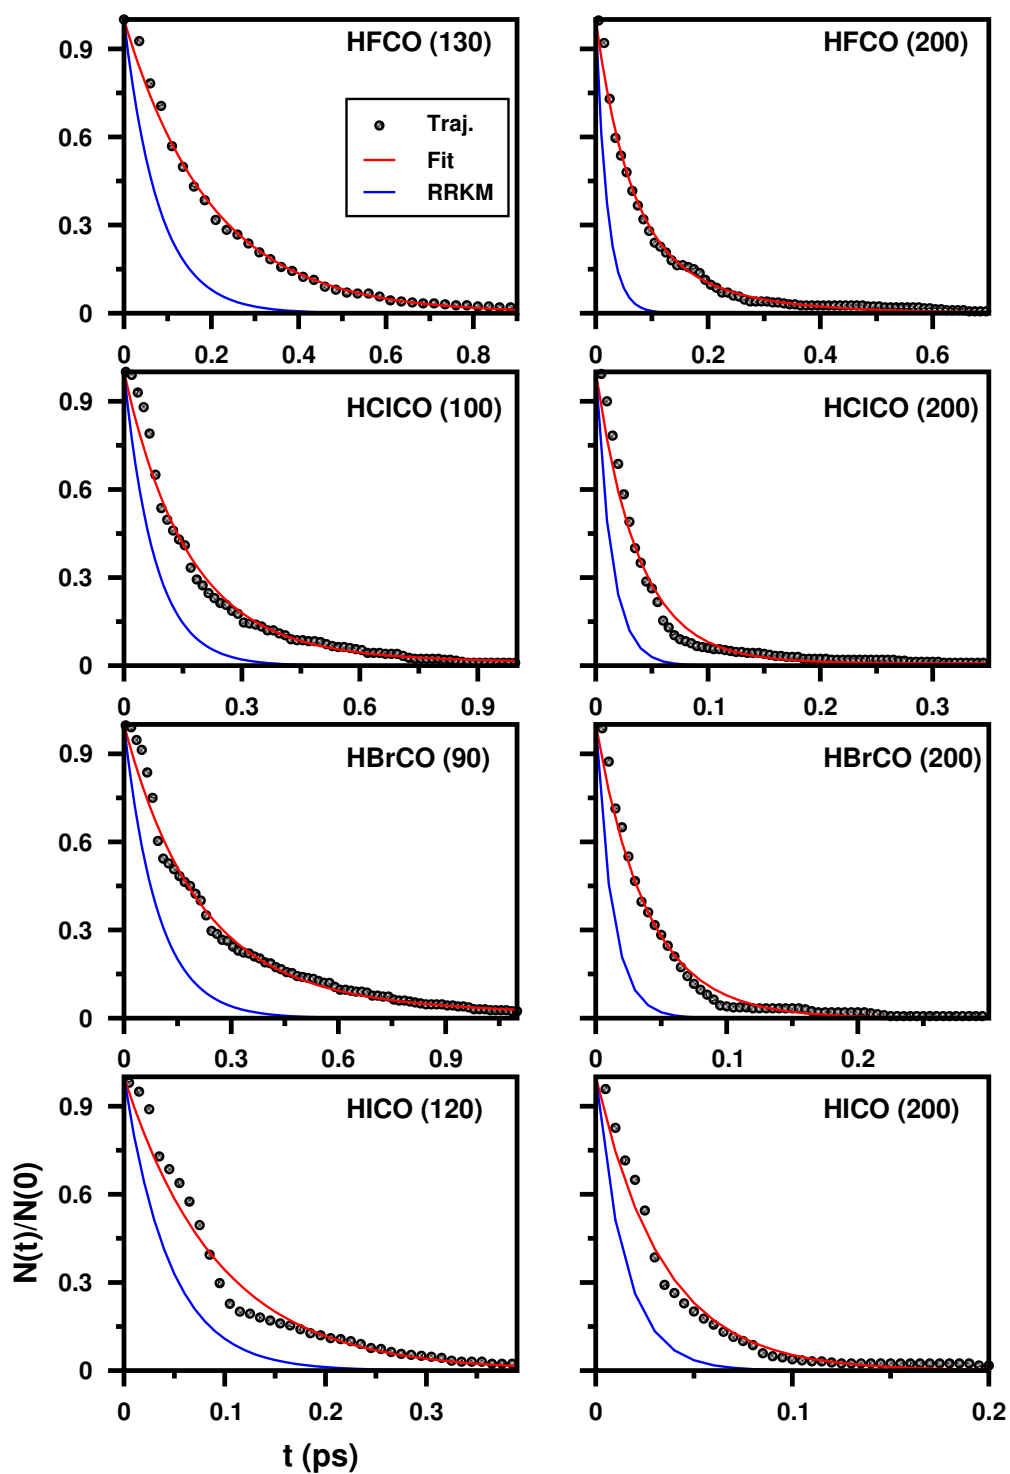 HFCO (130)
Traj.
Fit
RRKM
0.9
0.6
0.3
0
0 0.2 0.4 0.6 0.8
HFCO (200)
0 0.2 0.4 0.6
HClCO (100)
0.9
0.6
0.3
0
0 0.3 0.6 0.9
HClCO (200)
0 0.1 0.2 0.3
HBrCO (90)
0.9
0.6
0.3
0
0 0.3 0.6 0.9
HBrCO (200)
0 0.1 0.2
HICO (120)
0.9
0.6
0.3
0
0 0.1 0.2 0.3
HICO (200)
0 0.1 0.2
N(t)/N(0)
t (ps)